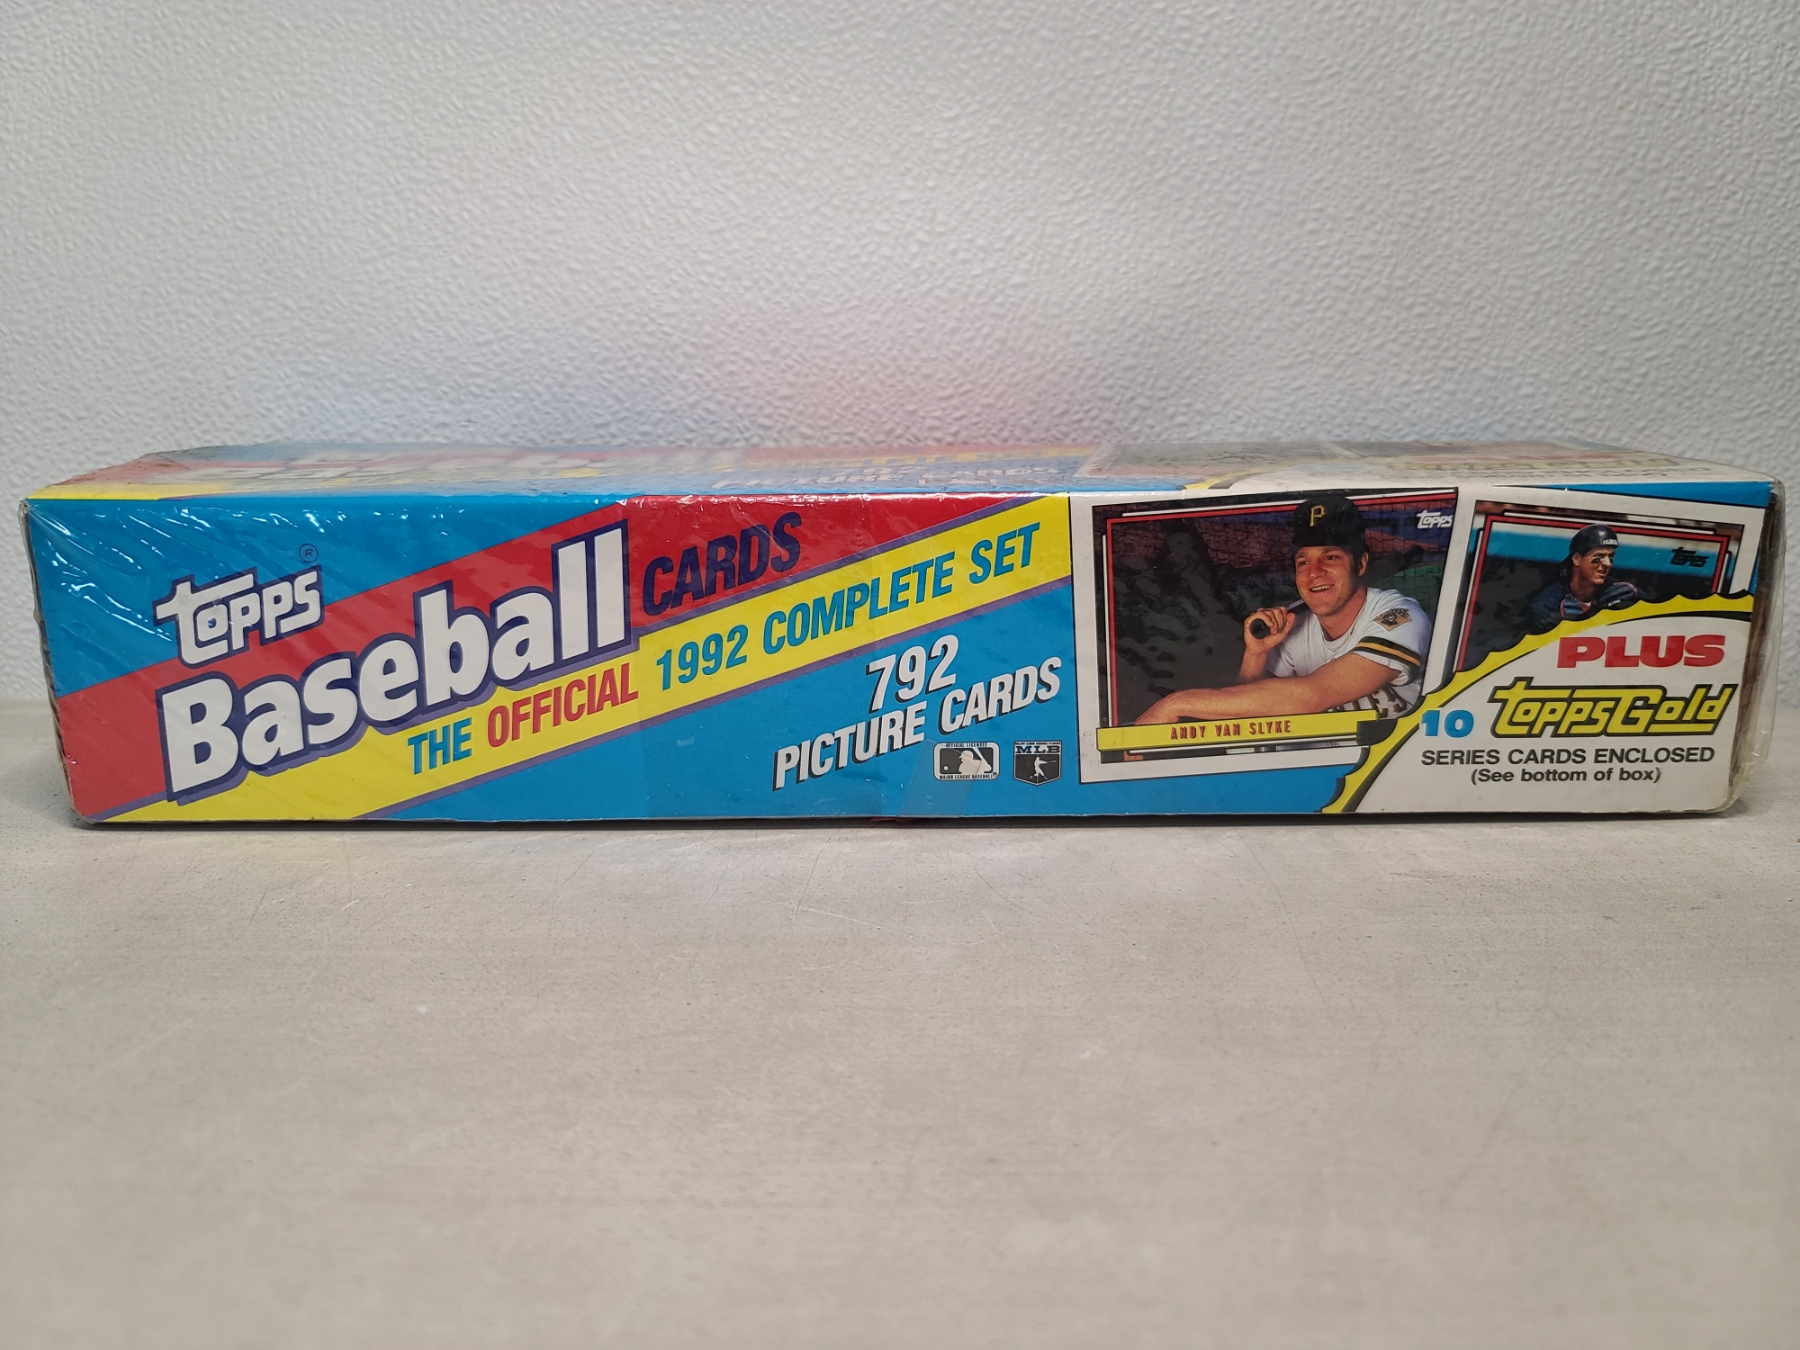 topps ®
Baseball CARDS
THE OFFICIAL 1992 COMPLETE SET
792
PICTURE CARDS
MLB
P
topps
ANDY VAN SLYKE
topps
PLUS
10 topps Gold
SERIES CARDS ENCLOSED
(See bottom of box)